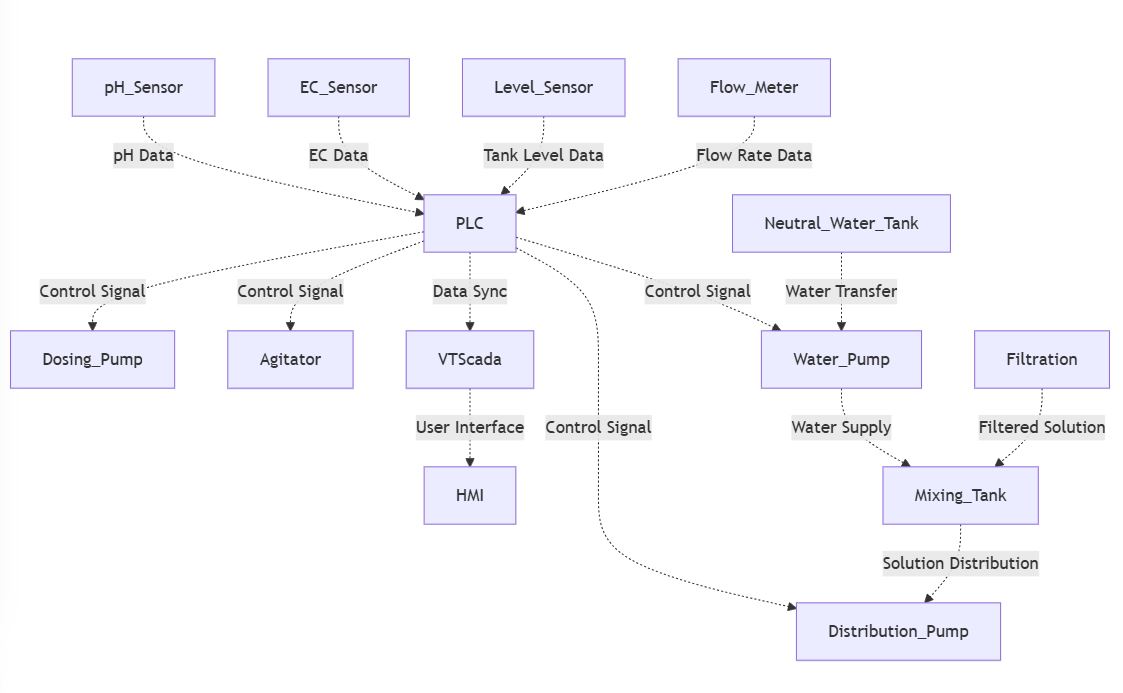 pH_Sensor
EC_Sensor
Level_Sensor
Flow_Meter
pH Data
EC Data
Tank Level Data
Flow Rate Data
PLC
Neutral_Water_Tank
Control Signal
Control Signal
Data Sync
Control Signal
Water Transfer
Dosing_Pump
Agitator
VTScada
Water_Pump
Filtration
User Interface
Control Signal
Water Supply
Filtered Solution
HMI
Mixing_Tank
Solution Distribution
Distribution_Pump